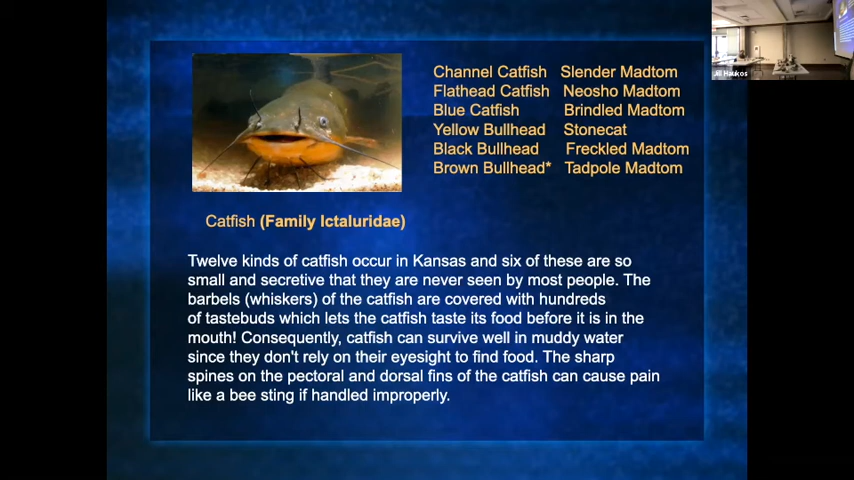 Channel Catfish Slender Madtom
Flathead Catfish Neosho Madtom
Blue Catfish Brindled Madtom
Yellow Bullhead Stonecat
Black Bullhead Freckled Madtom
Brown Bullhead* Tadpole Madtom
Jill Haukos
Catfish (Family Ictaluridae)
Twelve kinds of catfish occur in Kansas and six of these are so
small and secretive that they are never seen by most people. The
barbels (whiskers) of the catfish are covered with hundreds
of tastebuds which lets the catfish taste its food before it is in the
mouth! Consequently, catfish can survive well in muddy water
since they don't rely on their eyesight to find food. The sharp
spines on the pectoral and dorsal fins of the catfish can cause pain
like a bee sting if handled improperly.